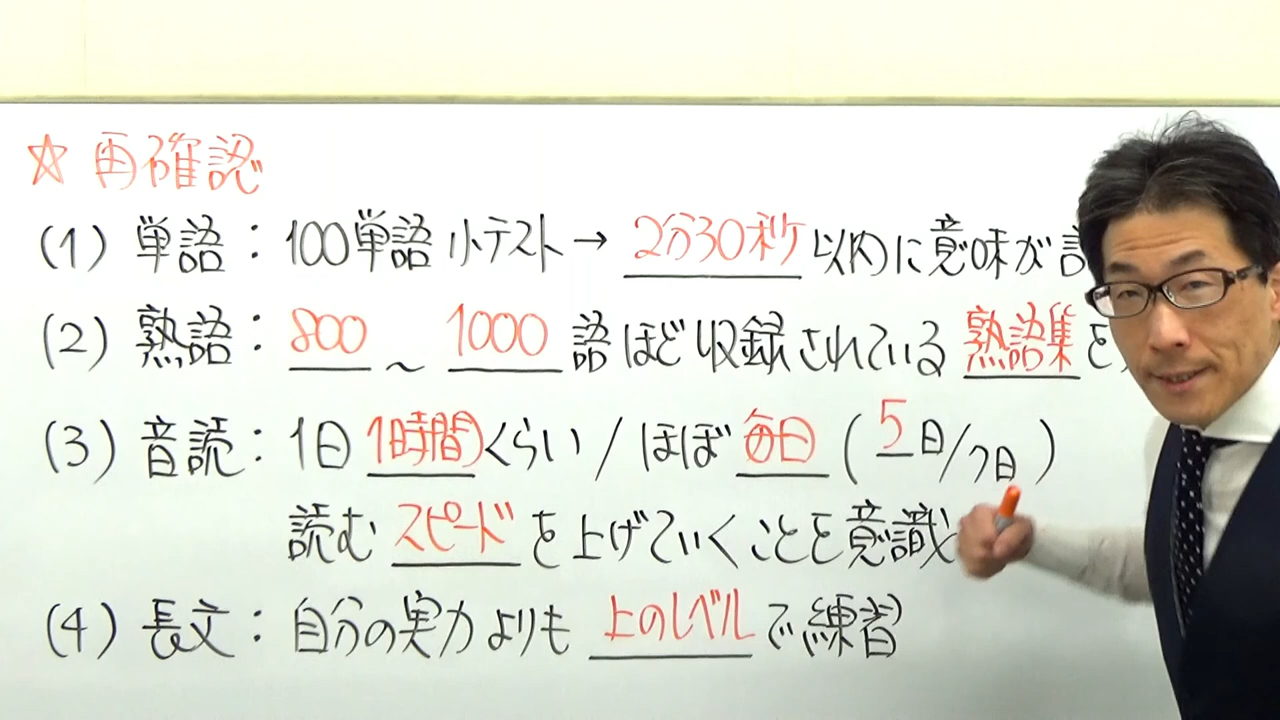 ☆ 再確認
(1) 単語：100単語小テスト→ 2分30秒以内に意味が
(2) 熟語：800～1000語ほど収録されている熟語集を
(3) 音読：1日1時間くらい / ほぼ毎日 (5日/7日)
読むスピードを上げていくことを意識
(4) 長文：自分の実力よりも上のレベルで練習